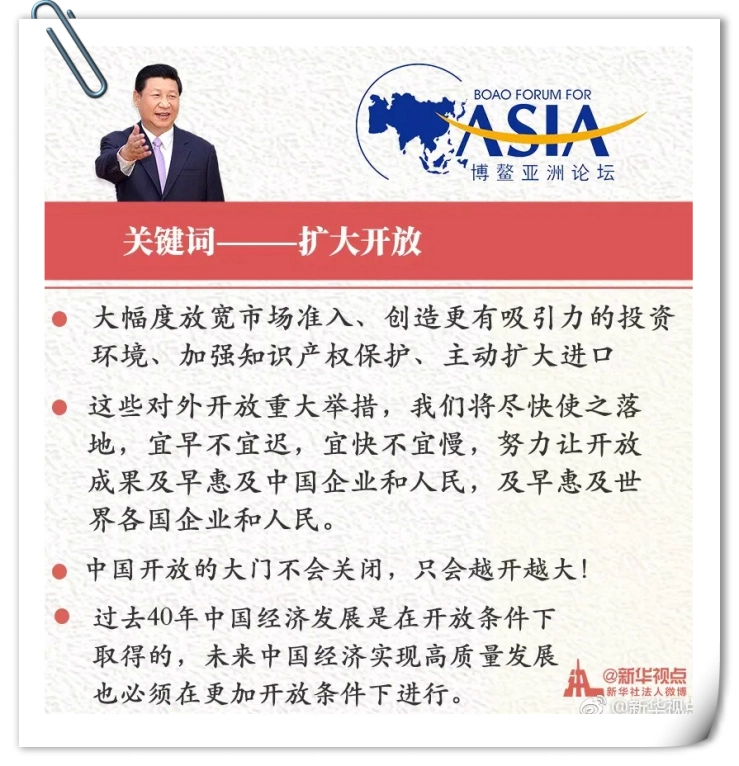 BOAO FORUM FOR
ASIA
博鳌亚洲论坛
关键词———扩大开放
大幅度放宽市场准入、创造更有吸引力的投资
环境、加强知识产权保护、主动扩大进口
这些对外开放重大举措，我们将尽快使之落
地，宜早不宜迟，宜快不宜慢，努力让开放
成果及早惠及中国企业和人民，及早惠及世
界各国企业和人民。
中国开放的大门不会关闭，只会越开越大！
过去40年中国经济发展是在开放条件下
取得的，未来中国经济实现高质量发展
也必须在更加开放条件下进行。
@新华视点
新华社法人微博
@新华视点